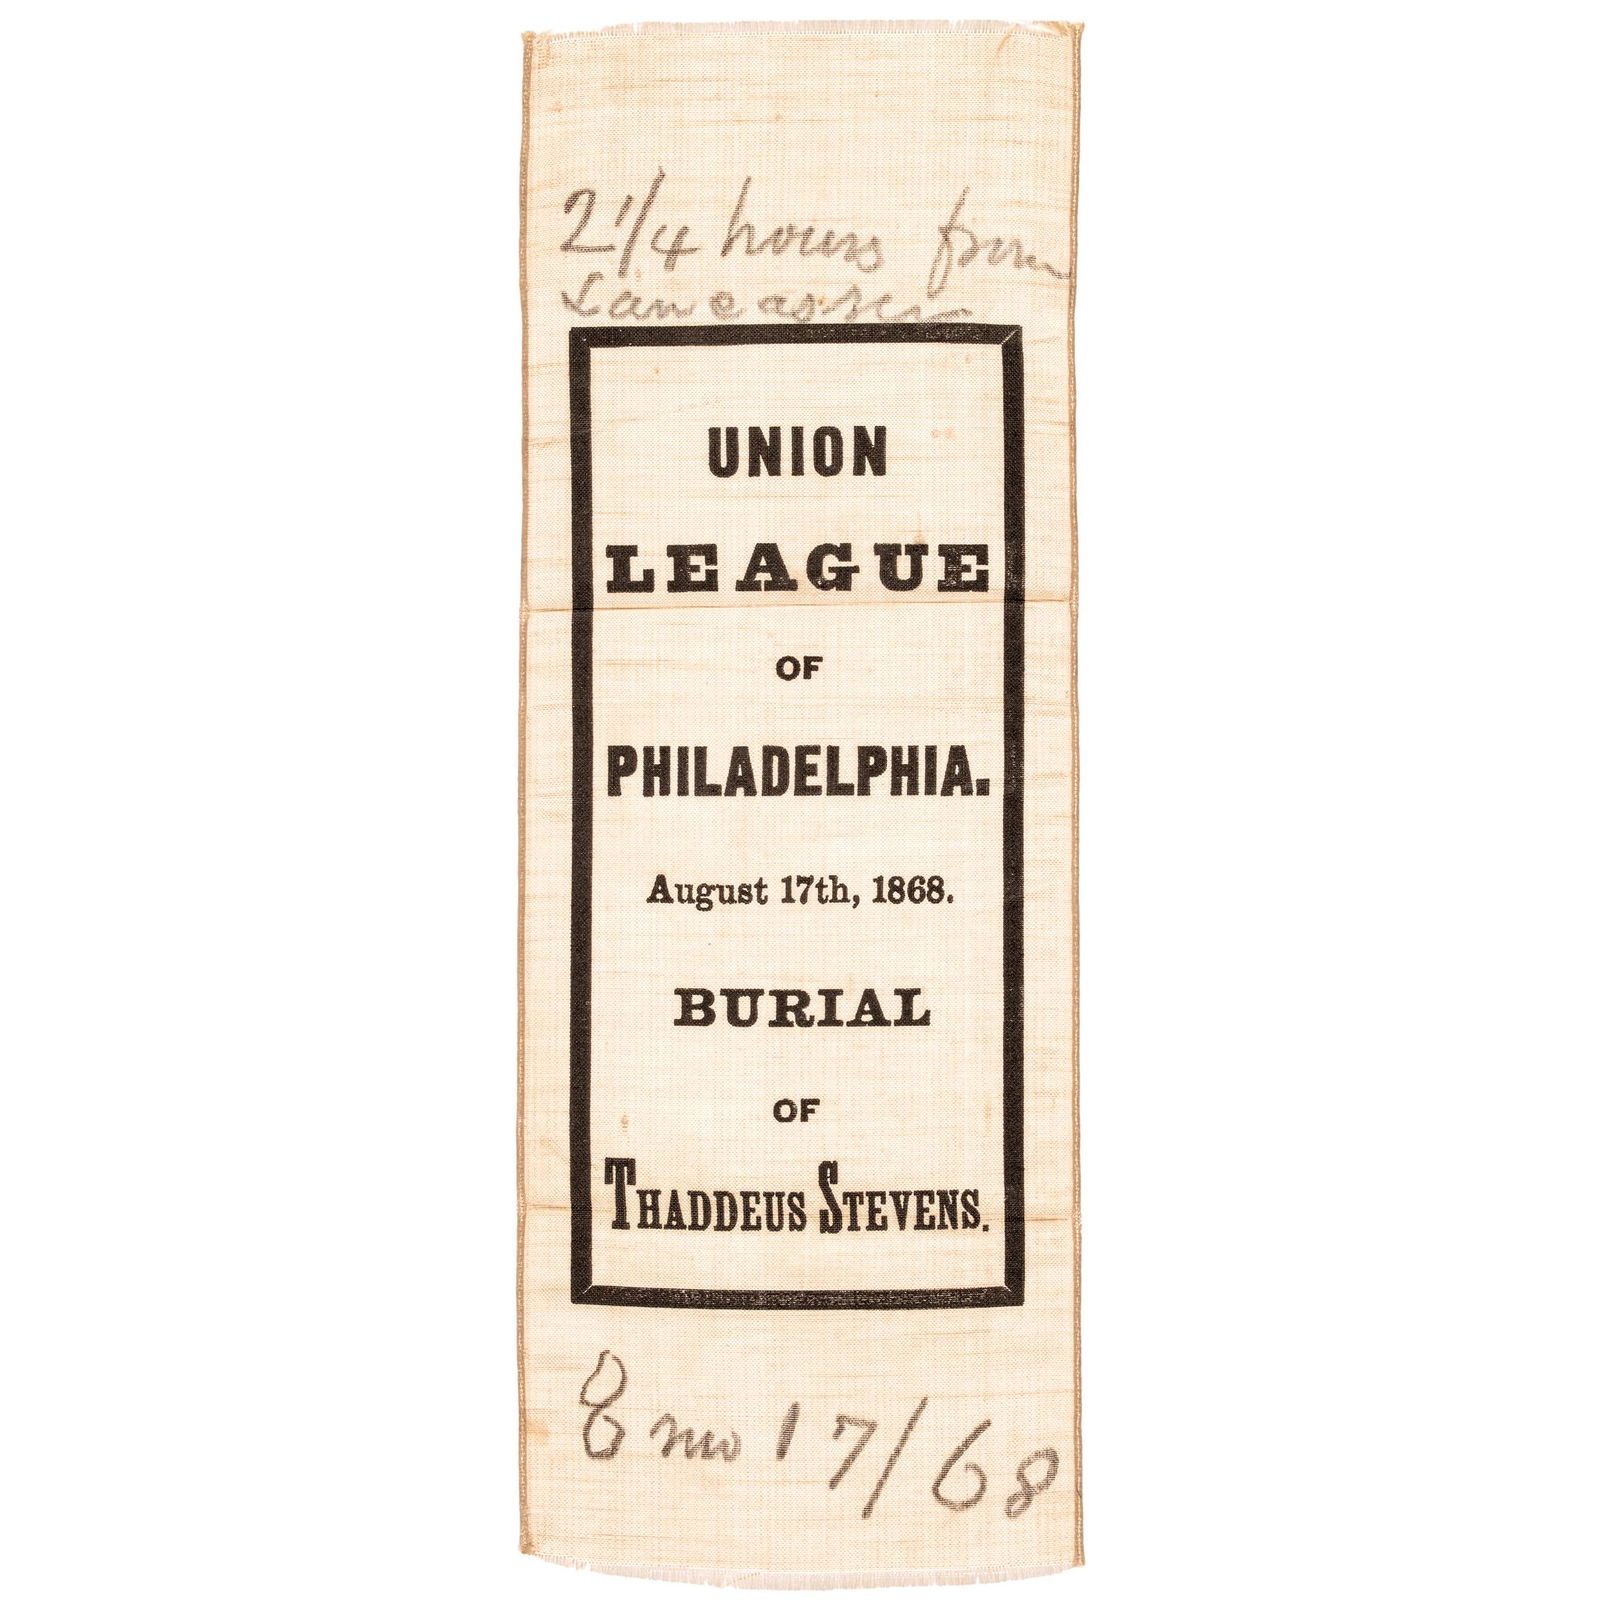 2 1/4 hours from
Lancaster
UNION
LEAGUE
OF
PHILADELPHIA.
August 17th, 1868.
BURIAL
OF
THADDEUS STEVENS.
8 mo 17/68